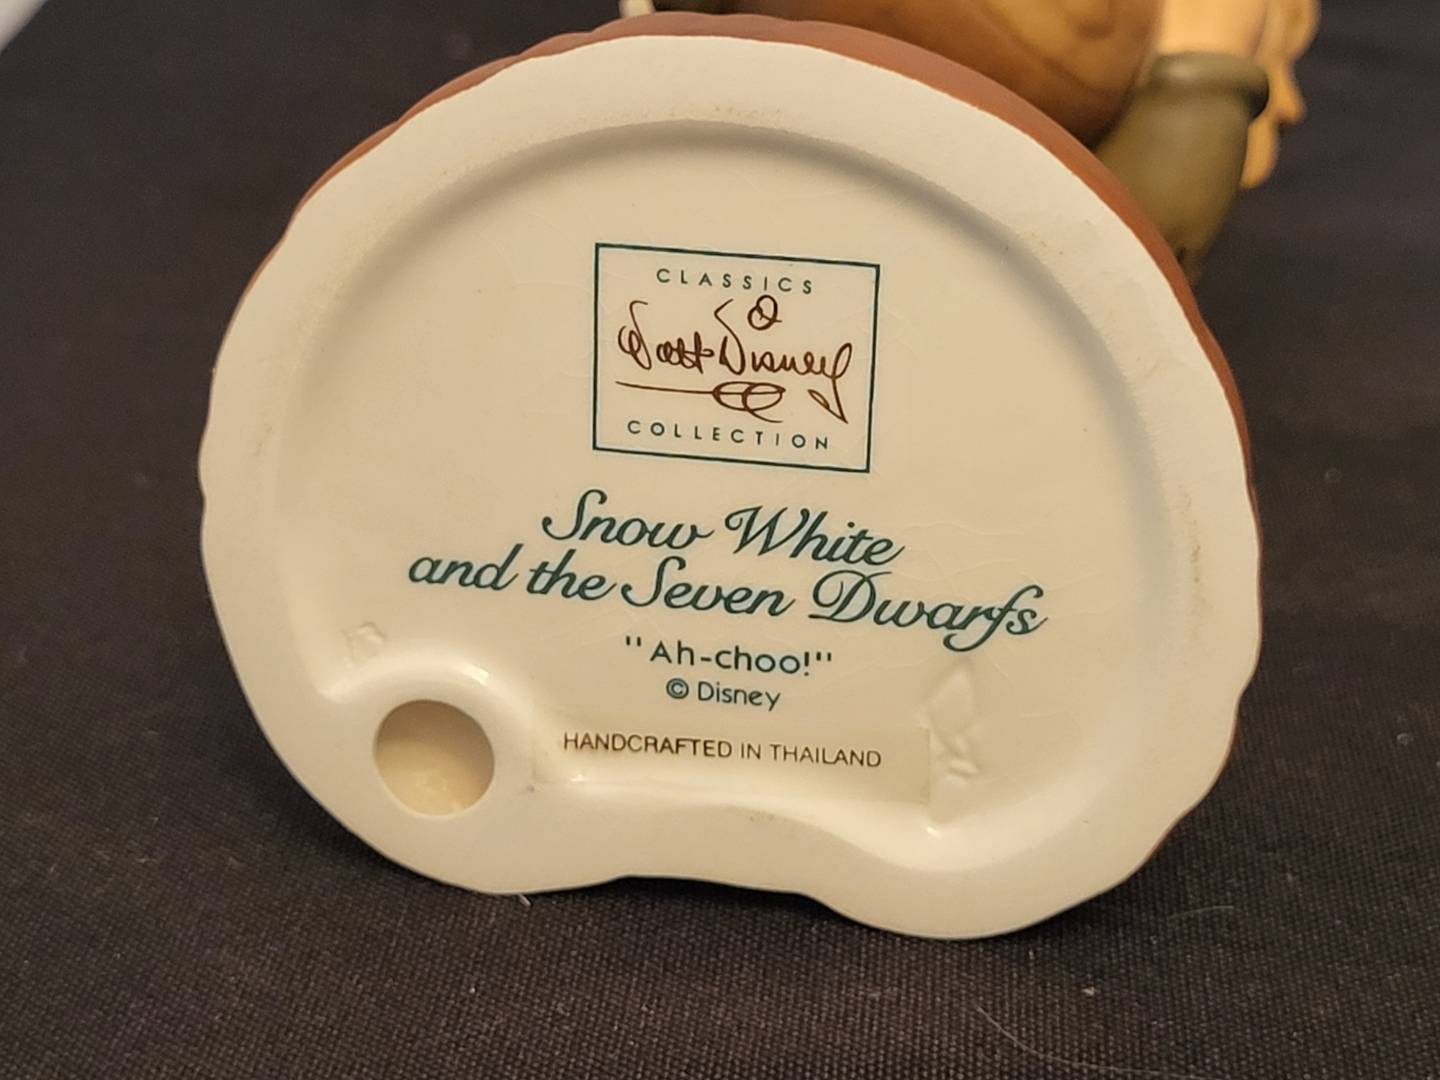 CLASSICS
Walt Disney
COLLECTION
Snow White
and the Seven Dwarfs
"Ah-choo!"
© Disney
HANDCRAFTED IN THAILAND